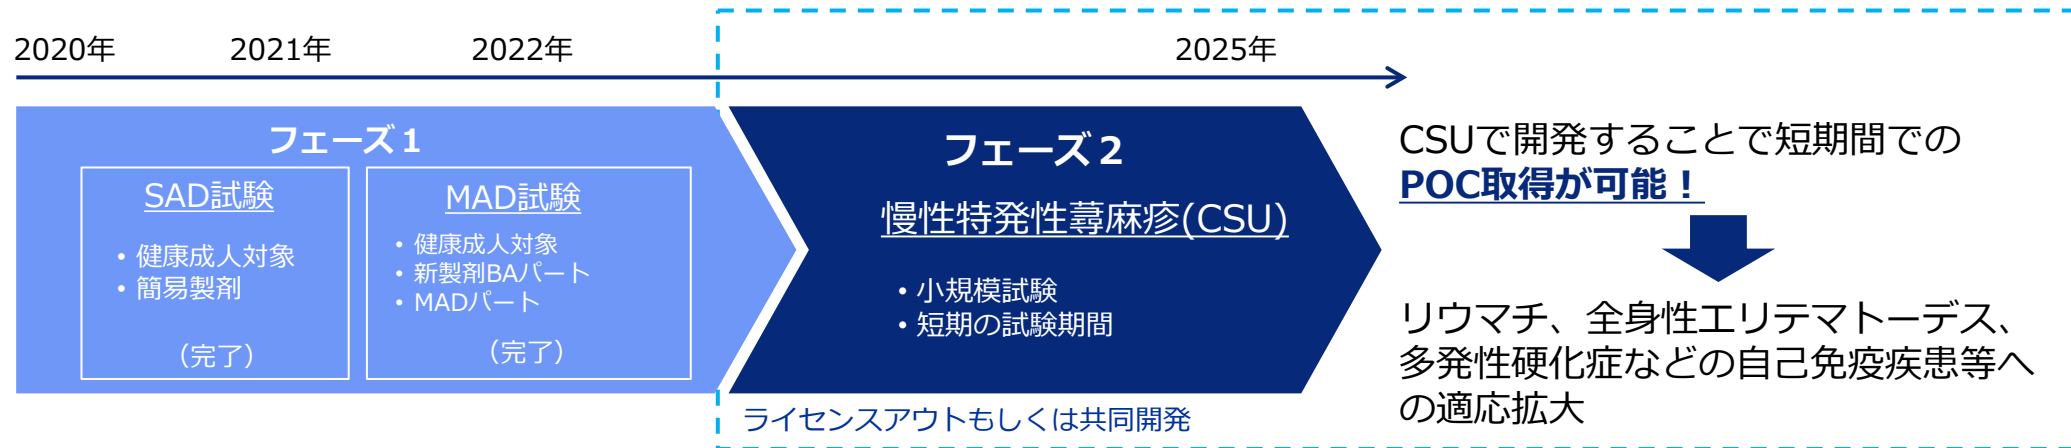 2020年 2021年 2022年 2025年
フェーズ1
SAD試験
・健康成人対象
・簡易製剤
（完了）
MAD試験
・健康成人対象
・新製剤BAパート
・MADパート
（完了）
フェーズ2
慢性特発性蕁麻疹(CSU)
・小規模試験
・短期の試験期間
ライセンスアウトもしくは共同開発
CSUで開発することで短期間での
POC取得が可能！
リウマチ、全身性エリテマトーデス、
多発性硬化症などの自己免疫疾患等へ
の適応拡大